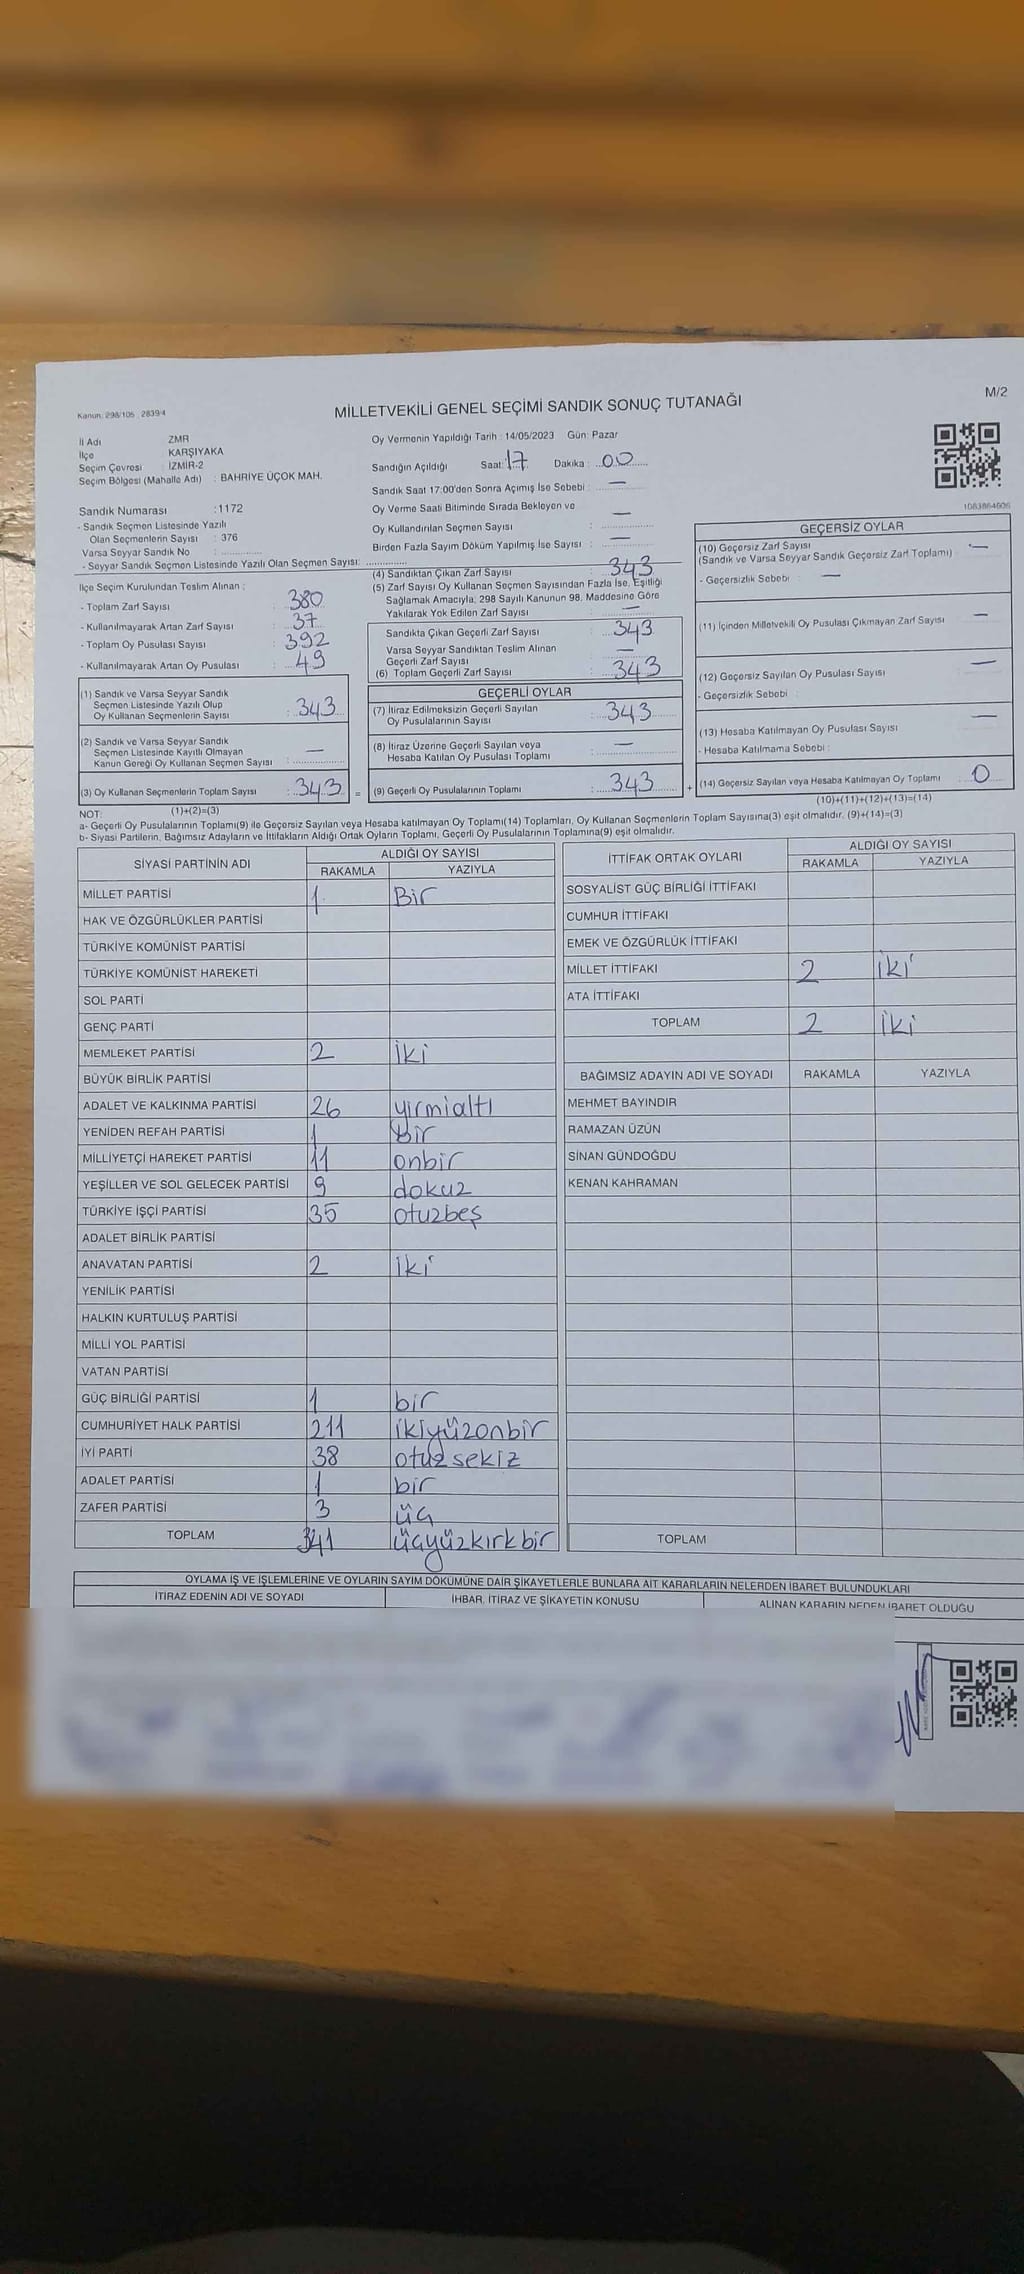 M/2
Kanun: 298/105 , 2839/4
MİLLETVEKİLİ GENEL SEÇİMİ SANDIK SONUÇ TUTANAĞI
İl Adı ZMR
İlçe KARŞIYAKA
Seçim Çevresi : İZMİR-2
Seçim Bölgesi (Mahalle Adı) : BAHRİYE ÜÇOK MAH.
Sandık Numarası : 1172
- Sandık Seçmen Listesinde Yazılı
Olan Seçmenlerin Sayısı : 376
Varsa Seyyar Sandık No :
- Seyyar Sandık Seçmen Listesinde Yazılı Olan Seçmen Sayısı:
İlçe Seçim Kurulundan Teslim Alınan :
- Toplam Zarf Sayısı : 380
- Kullanılmayarak Artan Zarf Sayısı : 37
- Toplam Oy Pusulası Sayısı : 392
- Kullanılmayarak Artan Oy Pusulası : 49
(1) Sandık ve Varsa Seyyar Sandık
Seçmen Listesinde Yazılı Olup
Oy Kullanan Seçmenlerin Sayısı : 343
(2) Sandık ve Varsa Seyyar Sandık
Seçmen Listesinde Kayıtlı Olmayan
Kanun Gereği Oy Kullanan Seçmen Sayısı : —
(3) Oy Kullanan Seçmenlerin Toplam Sayısı : 343 =
Oy Vermenin Yapıldığı Tarih : 14/05/2023 Gün: Pazar
Sandığın Açıldığı Saat: 17 Dakika : 00
Sandık Saat 17:00'den Sonra Açımış İse Sebebi : —
Oy Verme Saati Bitiminde Sırada Bekleyen ve
Oy Kullandırılan Seçmen Sayısı : —
Birden Fazla Sayım Döküm Yapılmış İse Sayısı : —
(4) Sandıktan Çıkan Zarf Sayısı : 343
(5) Zarf Sayısı Oy Kullanan Seçmen Sayısından Fazla İse, Eşitliği
Sağlamak Amacıyla; 298 Sayılı Kanunun 98. Maddesine Göre
Yakılarak Yok Edilen Zarf Sayısı : —
Sandıkta Çıkan Geçerli Zarf Sayısı : 343
Varsa Seyyar Sandıktan Teslim Alınan
Geçerli Zarf Sayısı : —
(6) Toplam Geçerli Zarf Sayısı : 343
GEÇERLİ OYLAR
(7) İtiraz Edilmeksizin Geçerli Sayılan
Oy Pusulalarının Sayısı : 343
(8) İtiraz Üzerine Geçerli Sayılan veya
Hesaba Katılan Oy Pusulası Toplamı : —
(9) Geçerli Oy Pusulalarının Toplamı : 343 +
1083864606
GEÇERSİZ OYLAR
(10) Geçersiz Zarf Sayısı : —
(Sandık ve Varsa Seyyar Sandık Geçersiz Zarf Toplamı)
- Geçersizlik Sebebi : —
(11) İçinden Milletvekili Oy Pusulası Çıkmayan Zarf Sayısı : —
(12) Geçersiz Sayılan Oy Pusulası Sayısı : —
- Geçersizlik Sebebi :
(13) Hesaba Katılmayan Oy Pusulası Sayısı : —
- Hesaba Katılmama Sebebi :
(14) Geçersiz Sayılan veya Hesaba Katılmayan Oy Toplamı : 0
(10)+(11)+(12)+(13)=(14)
NOT: (1)+(2)=(3)
a- Geçerli Oy Pusulalarının Toplamı(9) ile Geçersiz Sayılan veya Hesaba katılmayan Oy Toplamı(14) Toplamları, Oy Kullanan Seçmenlerin Toplam Sayısına(3) eşit olmalıdır. (9)+(14)=(3)
b- Siyasi Partilerin, Bağımsız Adayların ve İttifakların Aldığı Ortak Oyların Toplamı, Geçerli Oy Pusulalarının Toplamına(9) eşit olmalıdır.
SİYASİ PARTİNİN ADI ALDIĞI OY SAYISI
RAKAMLA YAZIYLA
MİLLET PARTİSİ 1 Bir
HAK VE ÖZGÜRLÜKLER PARTİSİ
TÜRKİYE KOMÜNİST PARTİSİ
TÜRKİYE KOMÜNİST HAREKETİ
SOL PARTİ
GENÇ PARTİ
MEMLEKET PARTİSİ 2 iki
BÜYÜK BİRLİK PARTİSİ
ADALET VE KALKINMA PARTİSİ 26 yirmialtı
YENİDEN REFAH PARTİSİ 1 Bir
MİLLİYETÇİ HAREKET PARTİSİ 11 onbir
YEŞİLLER VE SOL GELECEK PARTİSİ 9 dokuz
TÜRKİYE İŞÇİ PARTİSİ 35 otuzbeş
ADALET BİRLİK PARTİSİ
ANAVATAN PARTİSİ 2 iki
YENİLİK PARTİSİ
HALKIN KURTULUŞ PARTİSİ
MİLLİ YOL PARTİSİ
VATAN PARTİSİ
GÜÇ BİRLİĞİ PARTİSİ 1 bir
CUMHURİYET HALK PARTİSİ 211 ikiyüzonbir
İYİ PARTİ 38 otuzsekiz
ADALET PARTİSİ 1 bir
ZAFER PARTİSİ 3 üç
TOPLAM 341 üçyüzkırkbir
İTTİFAK ORTAK OYLARI ALDIĞI OY SAYISI
RAKAMLA YAZIYLA
SOSYALİST GÜÇ BİRLİĞİ İTTİFAKI
CUMHUR İTTİFAKI
EMEK VE ÖZGÜRLÜK İTTİFAKI
MİLLET İTTİFAKI 2 iki
ATA İTTİFAKI
TOPLAM 2 iki
BAĞIMSIZ ADAYIN ADI VE SOYADI RAKAMLA YAZIYLA
MEHMET BAYINDIR
RAMAZAN ÜZÜN
SİNAN GÜNDOĞDU
KENAN KAHRAMAN
TOPLAM
OYLAMA İŞ VE İŞLEMLERİNE VE OYLARIN SAYIM DÖKÜMÜNE DAİR ŞİKAYETLERLE BUNLARA AİT KARARLARIN NELERDEN İBARET BULUNDUKLARI
İTİRAZ EDENİN ADI VE SOYADI İHBAR, İTİRAZ VE ŞİKAYETİN KONUSU ALINAN KARARIN NEDEN İBARET OLDUĞU